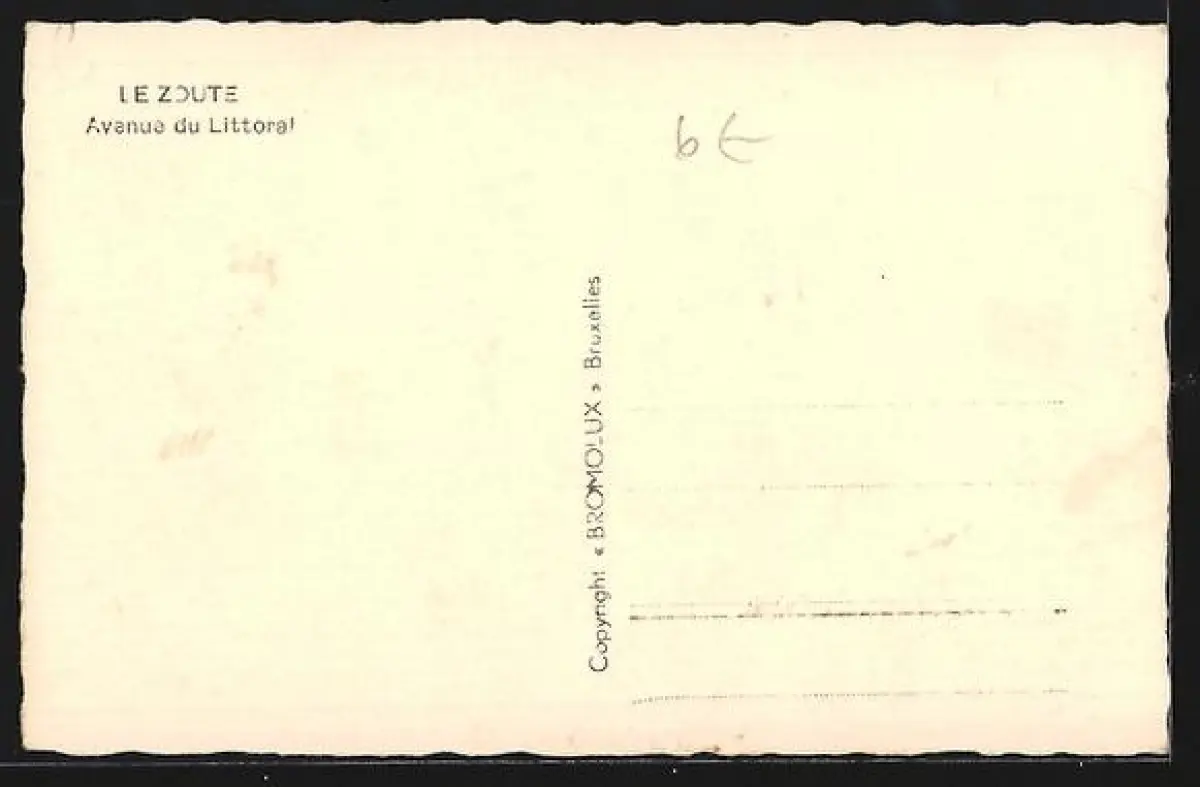 LE ZOUTE
Avenue du Littoral
Copyright « BROMOLUX » Bruxelles
6 €